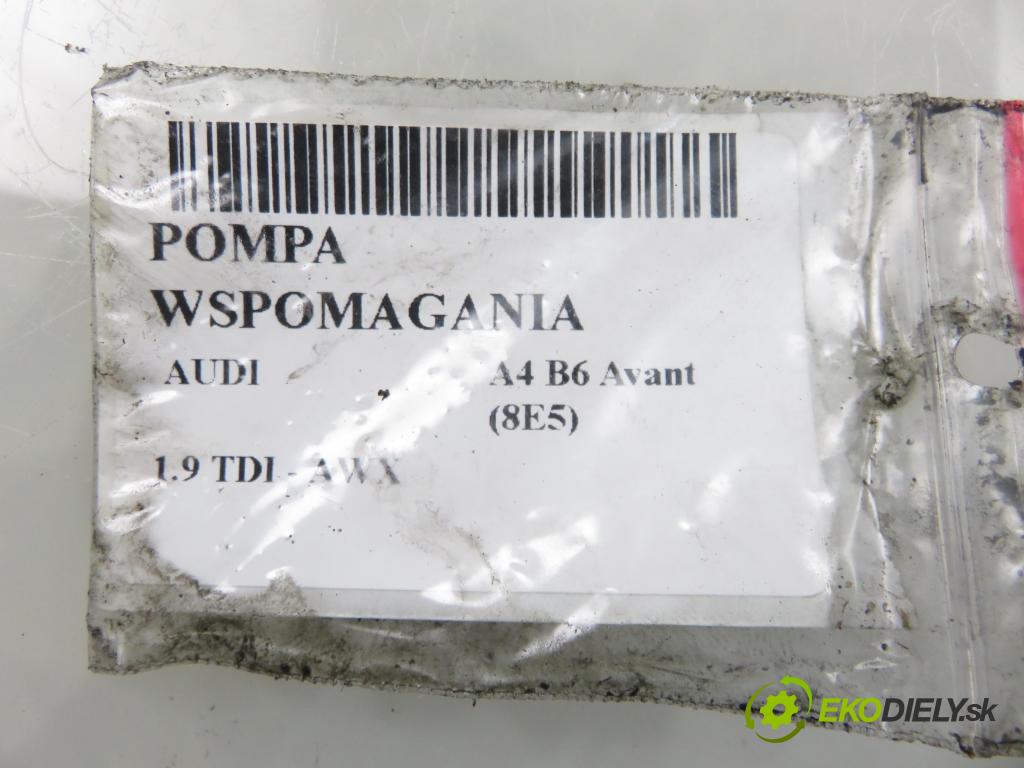 POMPA
WSPOMAGANIA
AUDI A4 B6 Avant
(8E5)
1.9 TDI - AWX
EKODIELY.sk